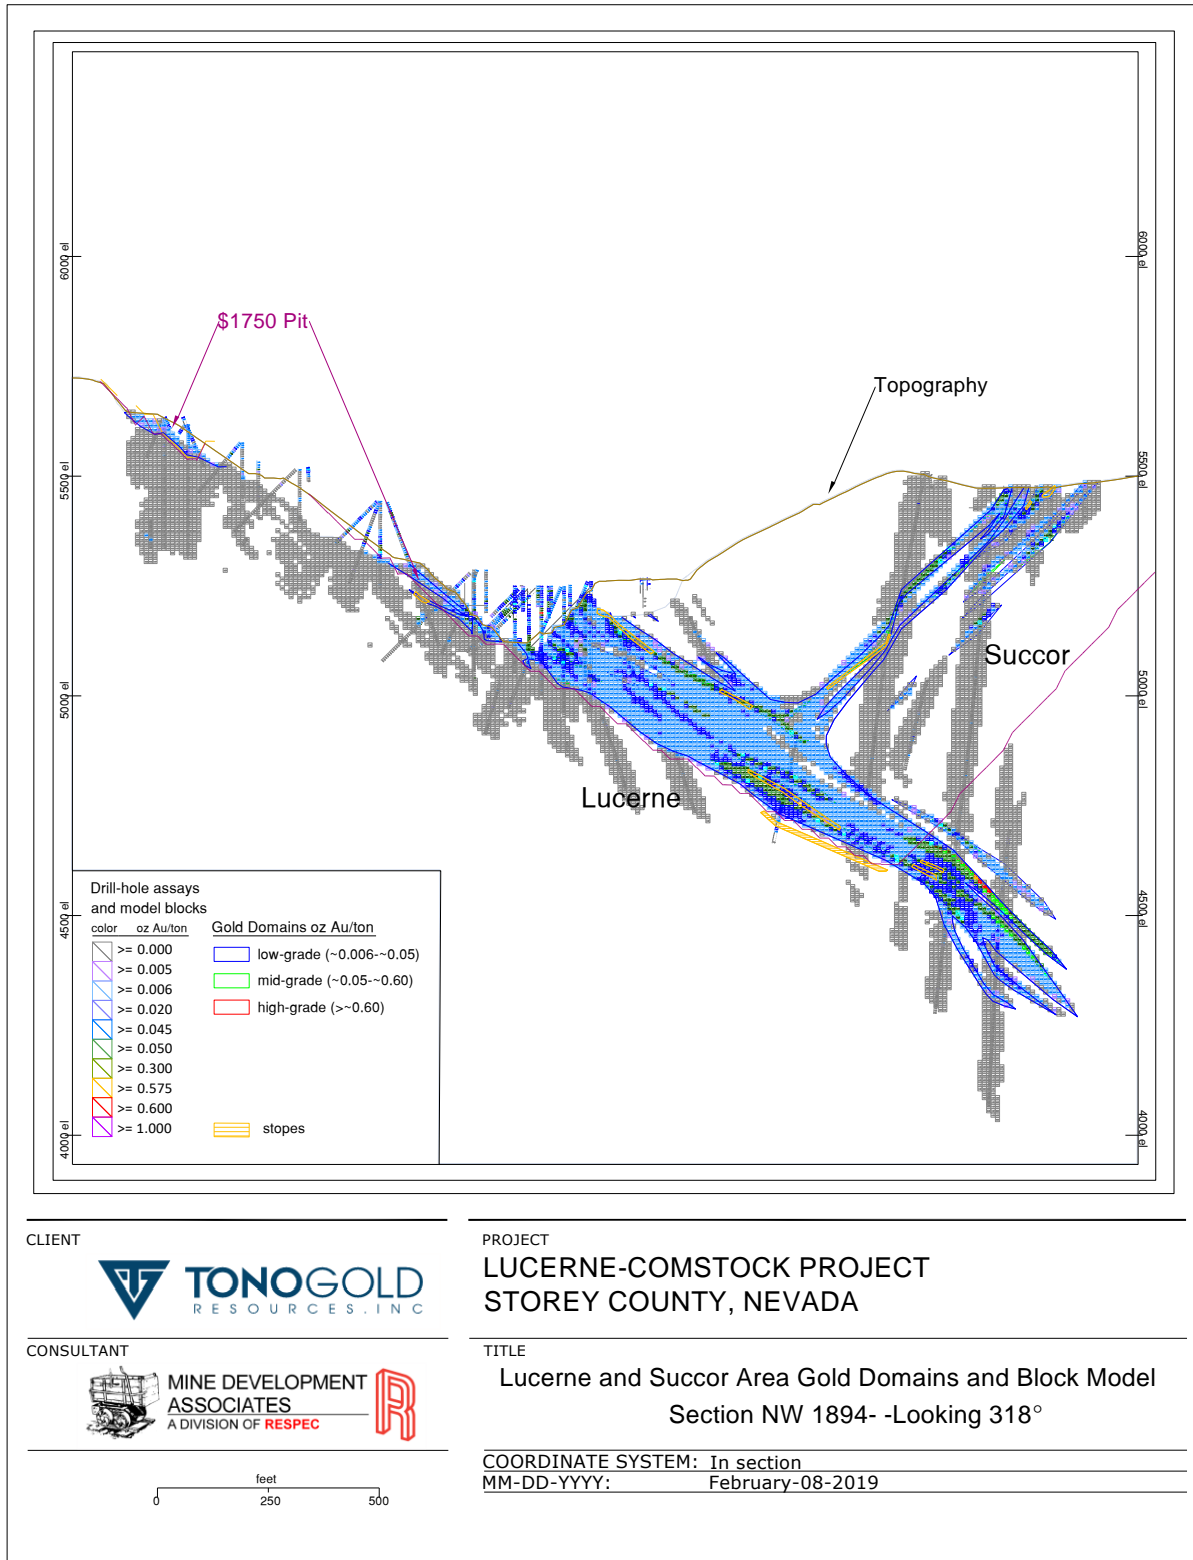 6000 el
6000 el
$1750 Pit
Topography
5500 el
5500 el
Succor
5000 el
5000 el
Lucerne
4500 el
4500 el
4000 el
4000 el
Drill-hole assays
and model blocks
color oz Au/ton
>= 0.000
>= 0.005
>= 0.006
>= 0.020
>= 0.045
>= 0.050
>= 0.300
>= 0.575
>= 0.600
>= 1.000
Gold Domains oz Au/ton
low-grade (~0.006-~0.05)
mid-grade (~0.05-~0.60)
high-grade (>~0.60)
stopes
CLIENT
TONOGOLD
RESOURCES.INC
CONSULTANT
MINE DEVELOPMENT
ASSOCIATES
A DIVISION OF RESPEC
feet
0 250 500
PROJECT
LUCERNE-COMSTOCK PROJECT
STOREY COUNTY, NEVADA
TITLE
Lucerne and Succor Area Gold Domains and Block Model
Section NW 1894- -Looking 318°
COORDINATE SYSTEM: In section
MM-DD-YYYY: February-08-2019